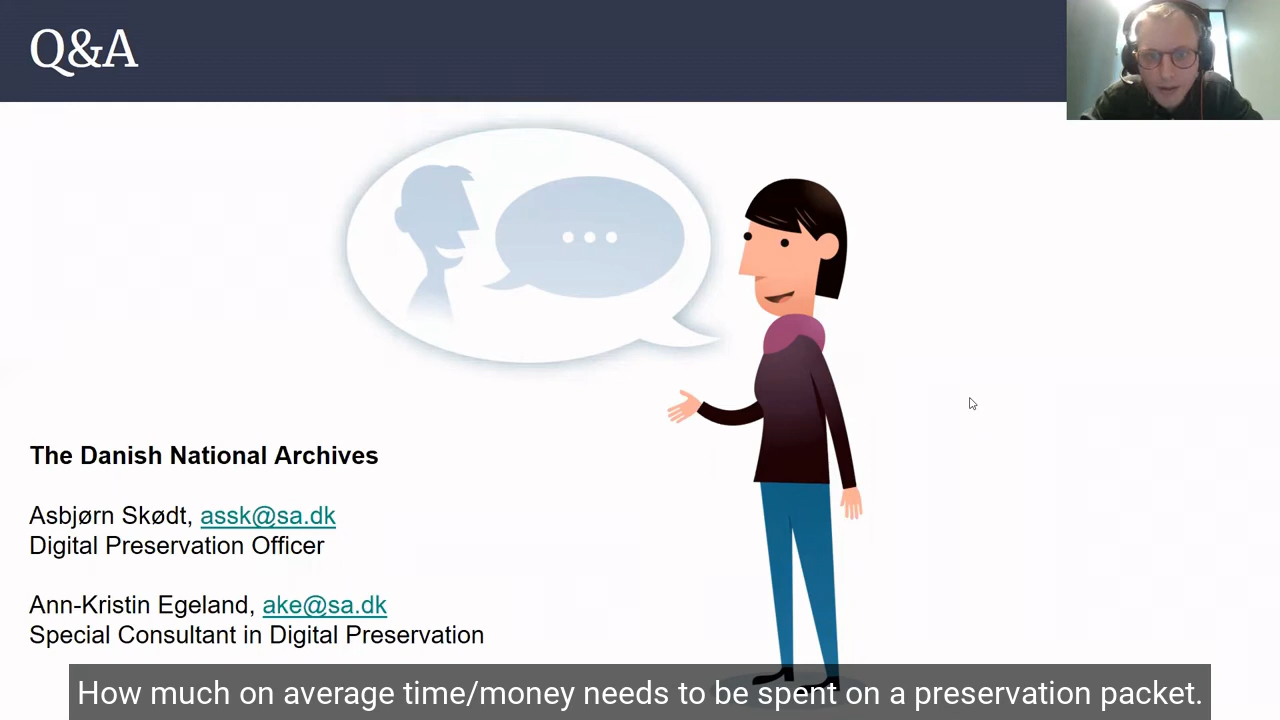 Q&A
The Danish National Archives
Asbjørn Skødt, assk@sa.dk
Digital Preservation Officer
Ann-Kristin Egeland, ake@sa.dk
Special Consultant in Digital Preservation
How much on average time/money needs to be spent on a preservation packet.